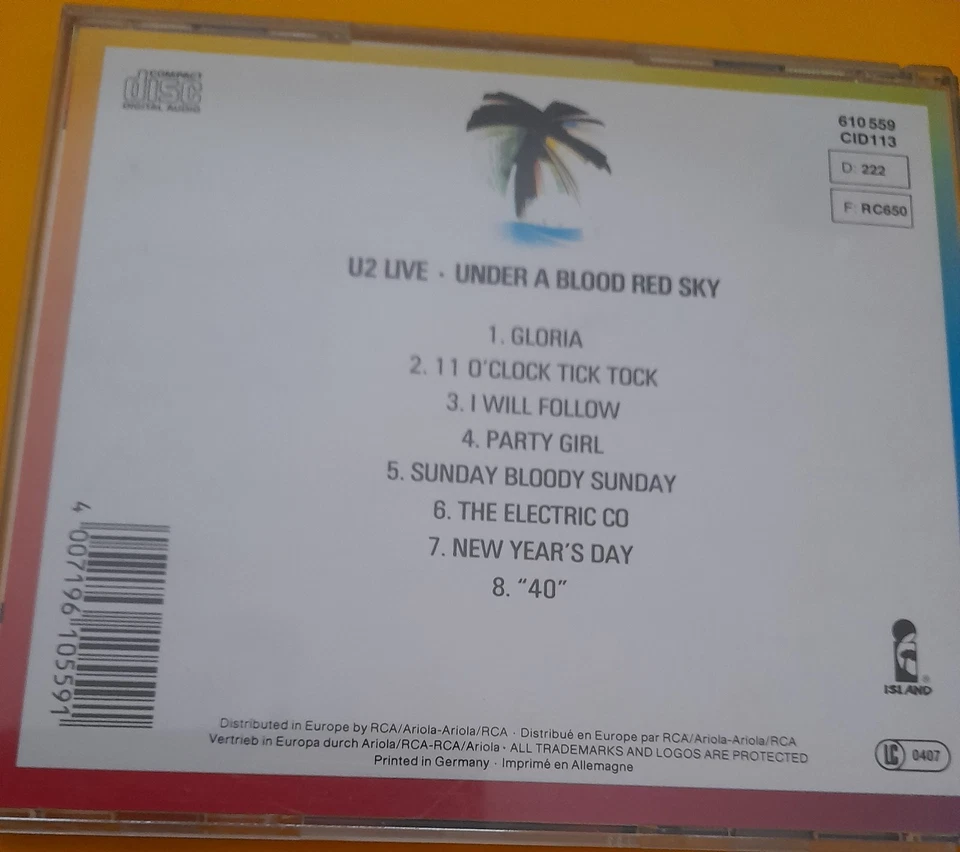 COMPACT
disc
DIGITAL AUDIO
610 559
CID113
D: 222
F: RC650
U2 LIVE · UNDER A BLOOD RED SKY
1. GLORIA
2. 11 O'CLOCK TICK TOCK
3. I WILL FOLLOW
4. PARTY GIRL
5. SUNDAY BLOODY SUNDAY
6. THE ELECTRIC CO
7. NEW YEAR'S DAY
8. “40”
4 007196 105591
ISLAND®
Distributed in Europe by RCA/Ariola-Ariola/RCA · Distribué en Europe par RCA/Ariola-Ariola/RCA
Vertrieb in Europa durch Ariola/RCA-RCA/Ariola · ALL TRADEMARKS AND LOGOS ARE PROTECTED
Printed in Germany · Imprimé en Allemagne
LC 0407